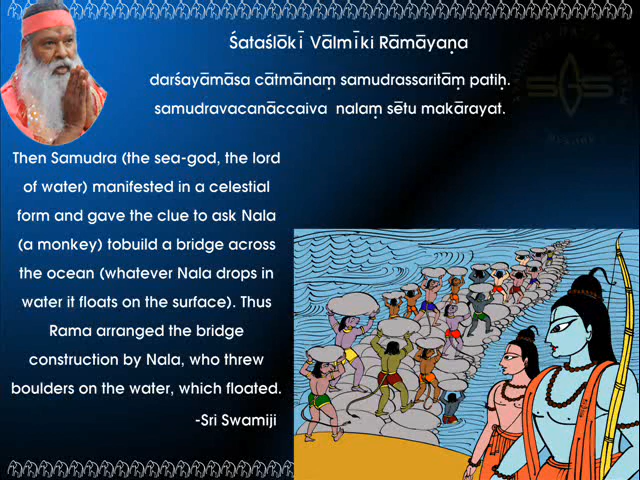 Śataślōkī Vālmīki Rāmāyaṇa
darśayāmāsa cātmānaṃ samudrassaritāṃ patiḥ.
samudravacanāccaiva nalaṃ sētu makārayat.
Then Samudra (the sea-god, the lord
of water) manifested in a celestial
form and gave the clue to ask Nala
(a monkey) tobuild a bridge across
the ocean (whatever Nala drops in
water it floats on the surface). Thus
Rama arranged the bridge
construction by Nala, who threw
boulders on the water, which floated.
-Sri Swamiji